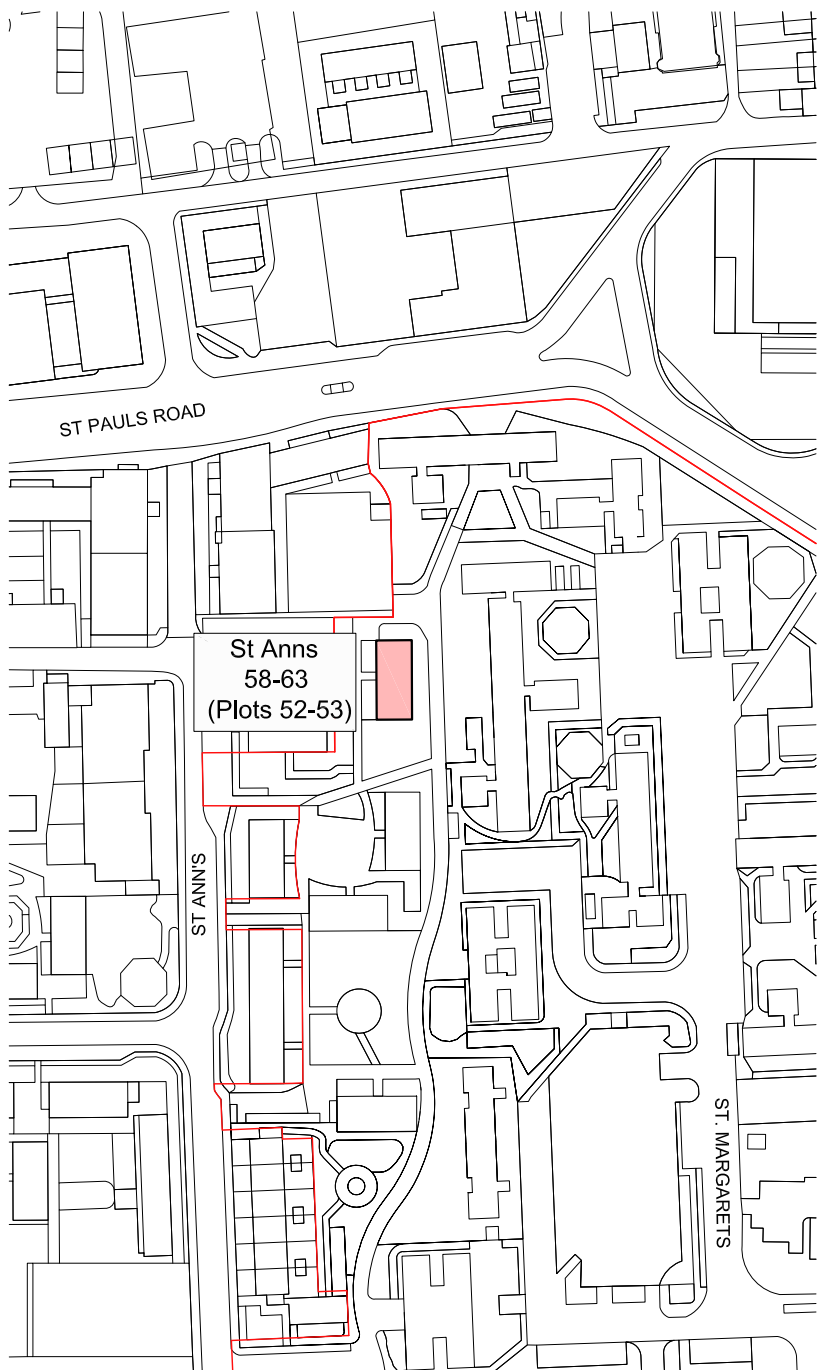 ST PAULS ROAD
St Anns
58-63
(Plots 52-53)
ST ANN'S
ST. MARGARETS